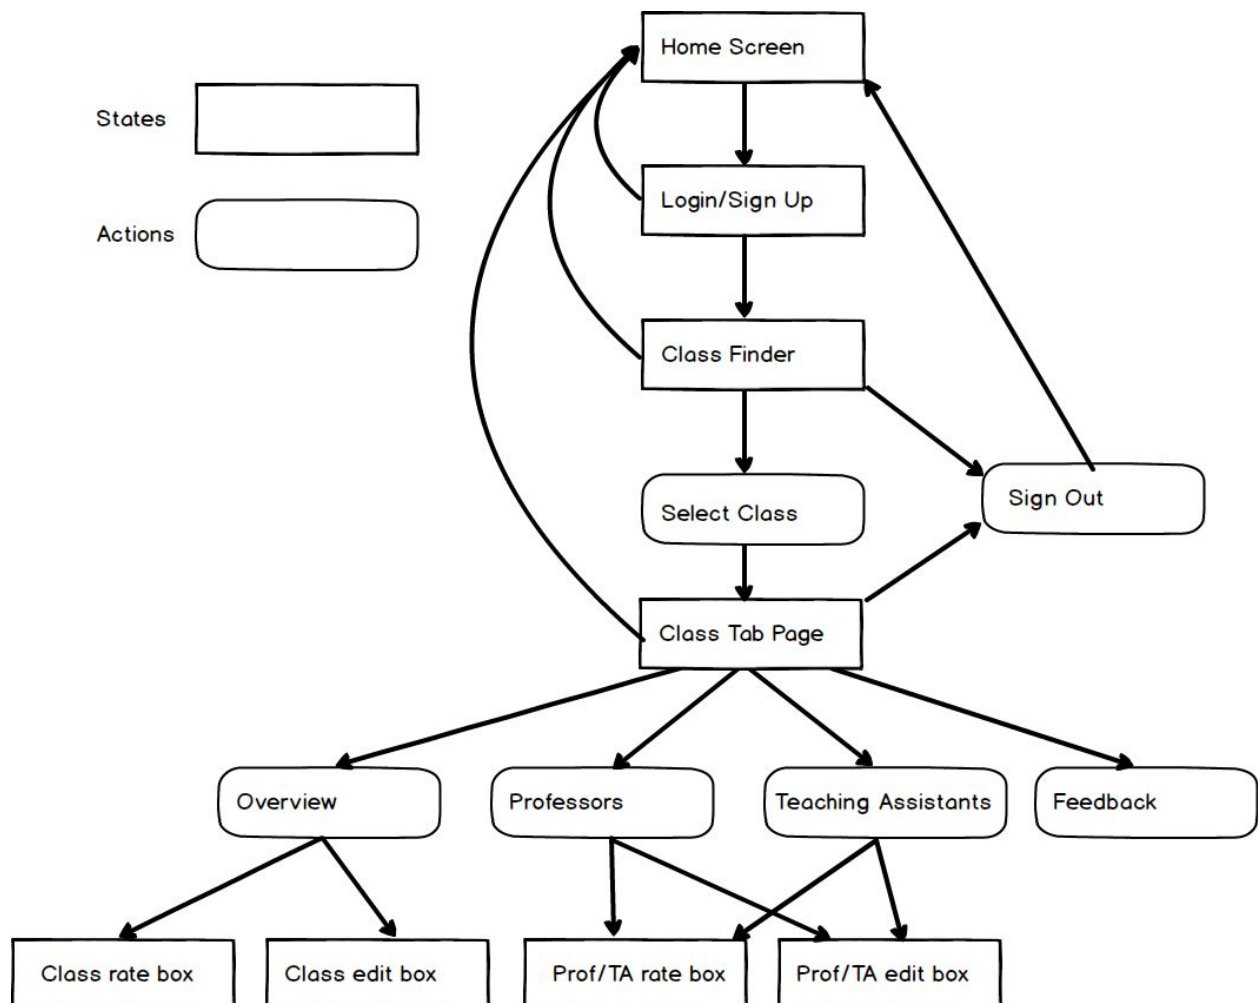 Home Screen
States
Login/Sign Up
Actions
Class Finder
Sign Out
Select Class
Class Tab Page
Overview
Professors
Teaching Assistants
Feedback
Class rate box
Class edit box
Prof/TA rate box
Prof/TA edit box